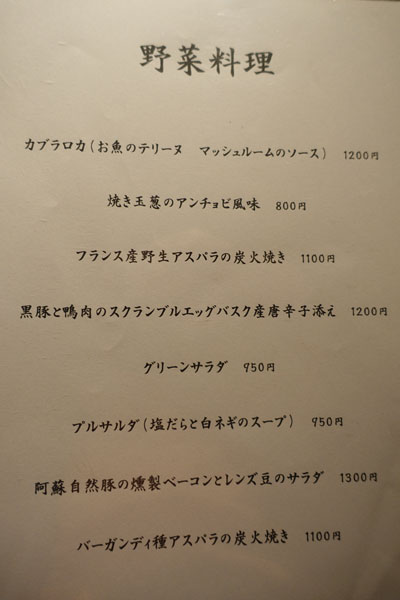 野菜料理
カブラロカ(お魚のテリーヌ　マッシュルームのソース)　1200円
焼き玉葱のアンチョビ風味　800円
フランス産野生アスパラの炭火焼き　1100円
黒豚と鴨肉のスクランブルエッグバスク産唐辛子添え　1200円
グリーンサラダ　950円
プルサルダ(塩だらと白ネギのスープ)　950円
阿蘇自然豚の燻製ベーコンとレンズ豆のサラダ　1300円
バーガンディ種アスパラの炭火焼き　1100円